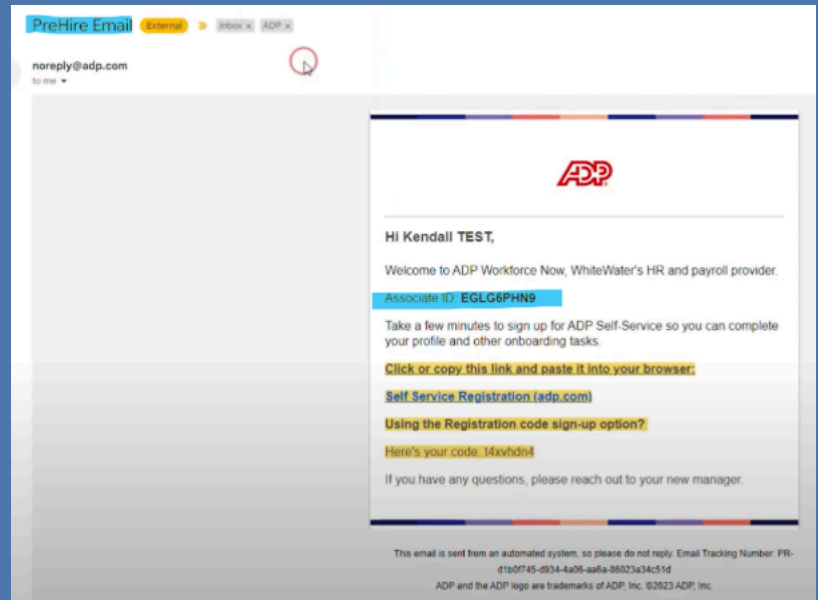 PreHire Email External Inbox x ADP x
noreply@adp.com
to me
ADP
Hi Kendall TEST,
Welcome to ADP Workforce Now, WhiteWater's HR and payroll provider.
Associate ID: EGLG6PHN9
Take a few minutes to sign up for ADP Self-Service so you can complete
your profile and other onboarding tasks.
Click or copy this link and paste it into your browser:
Self Service Registration (adp.com)
Using the Registration code sign-up option?
Here's your code: t4xvhdn4
If you have any questions, please reach out to your new manager.
This email is sent from an automated system, so please do not reply. Email Tracking Number: PR-
d1b0f745-d934-4a06-aa6a-86023a34c51d
ADP and the ADP logo are trademarks of ADP, Inc. ©2023 ADP, Inc.